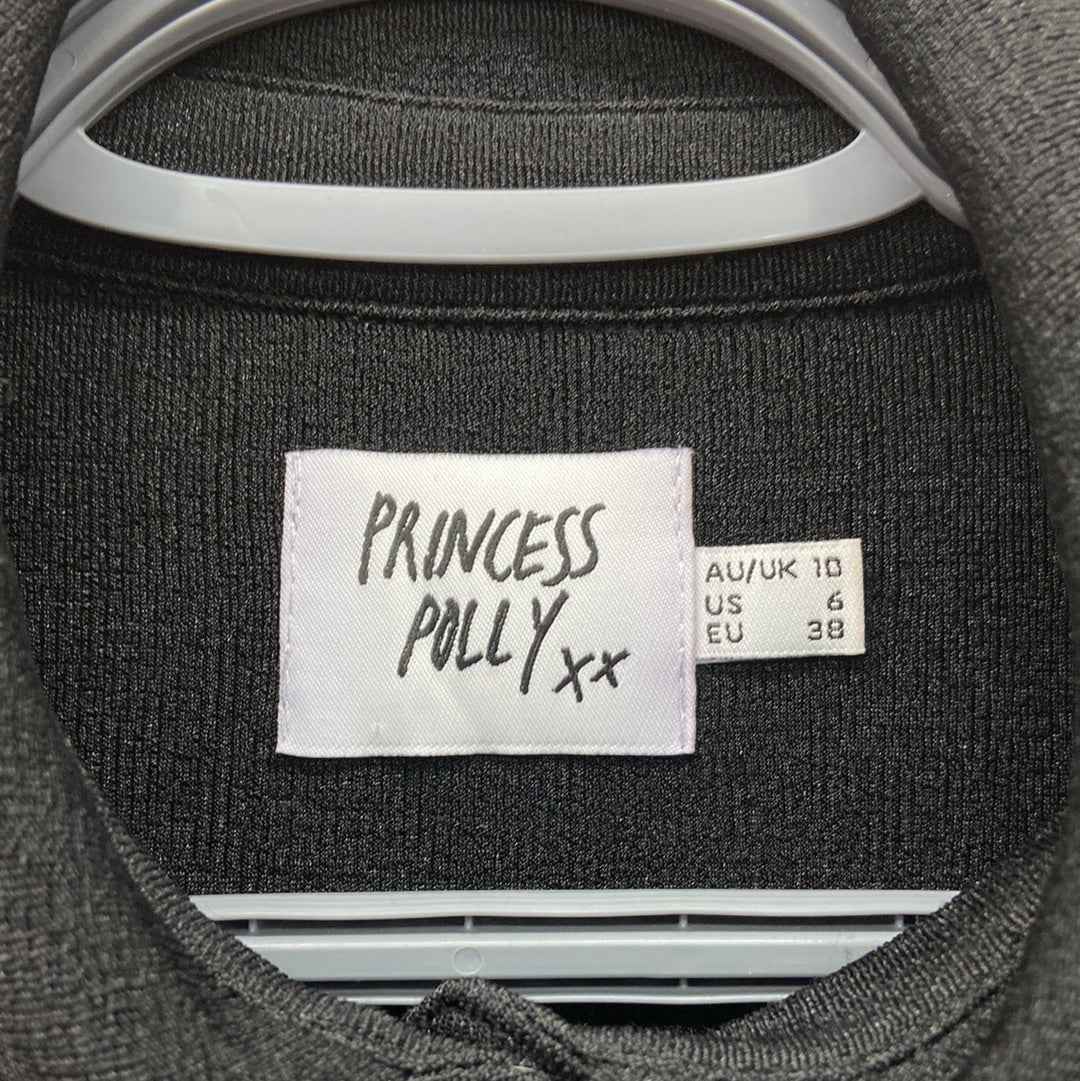 PRINCESS
POLLY xx
AU/UK 10
US 6
EU 38